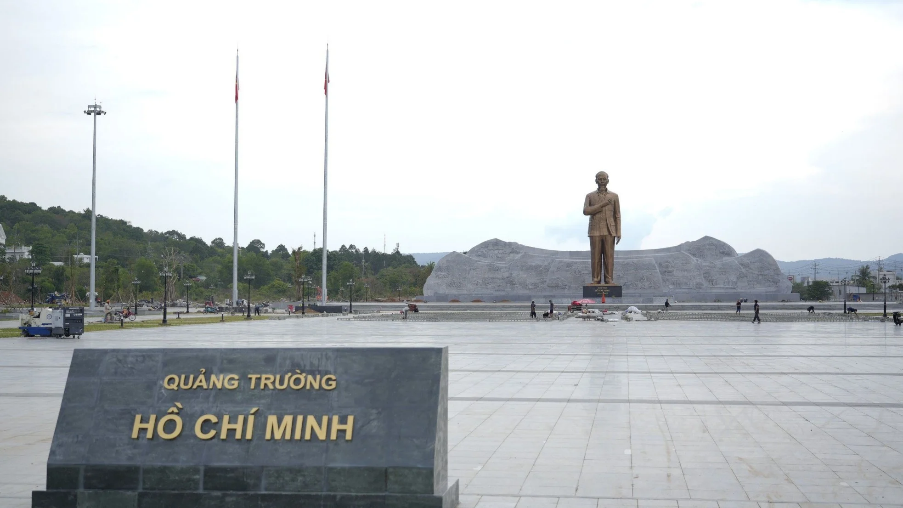 QUẢNG TRƯỜNG
HỒ CHÍ MINH